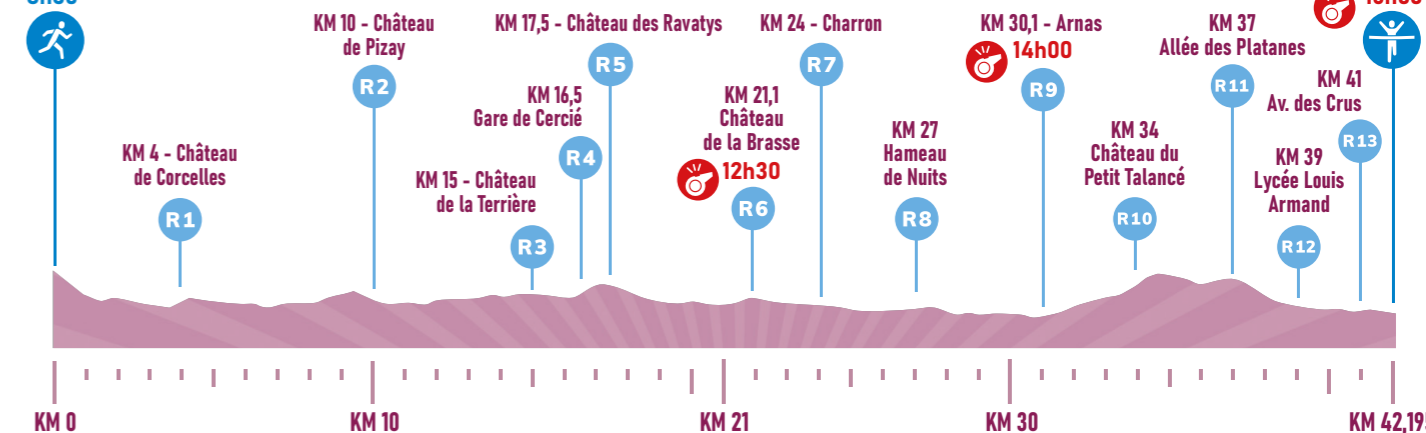 KM 10 - Château
de Pizay
KM 17,5 - Château des Ravatys
KM 24 - Charron
KM 30,1 - Arnas
14h00
KM 37
Allée des Platanes
R2
R5
R7
R9
R11
KM 16,5
Gare de Cercié
R4
KM 21,1
Château
de la Brasse
12h30
R6
KM 41
Av. des Crus
R13
KM 4 - Château
de Corcelles
R1
KM 15 - Château
de la Terrière
R3
KM 27
Hameau
de Nuits
R8
KM 34
Château du
Petit Talancé
R10
KM 39
Lycée Louis
Armand
R12
KM 0
KM 10
KM 21
KM 30
KM 42,195